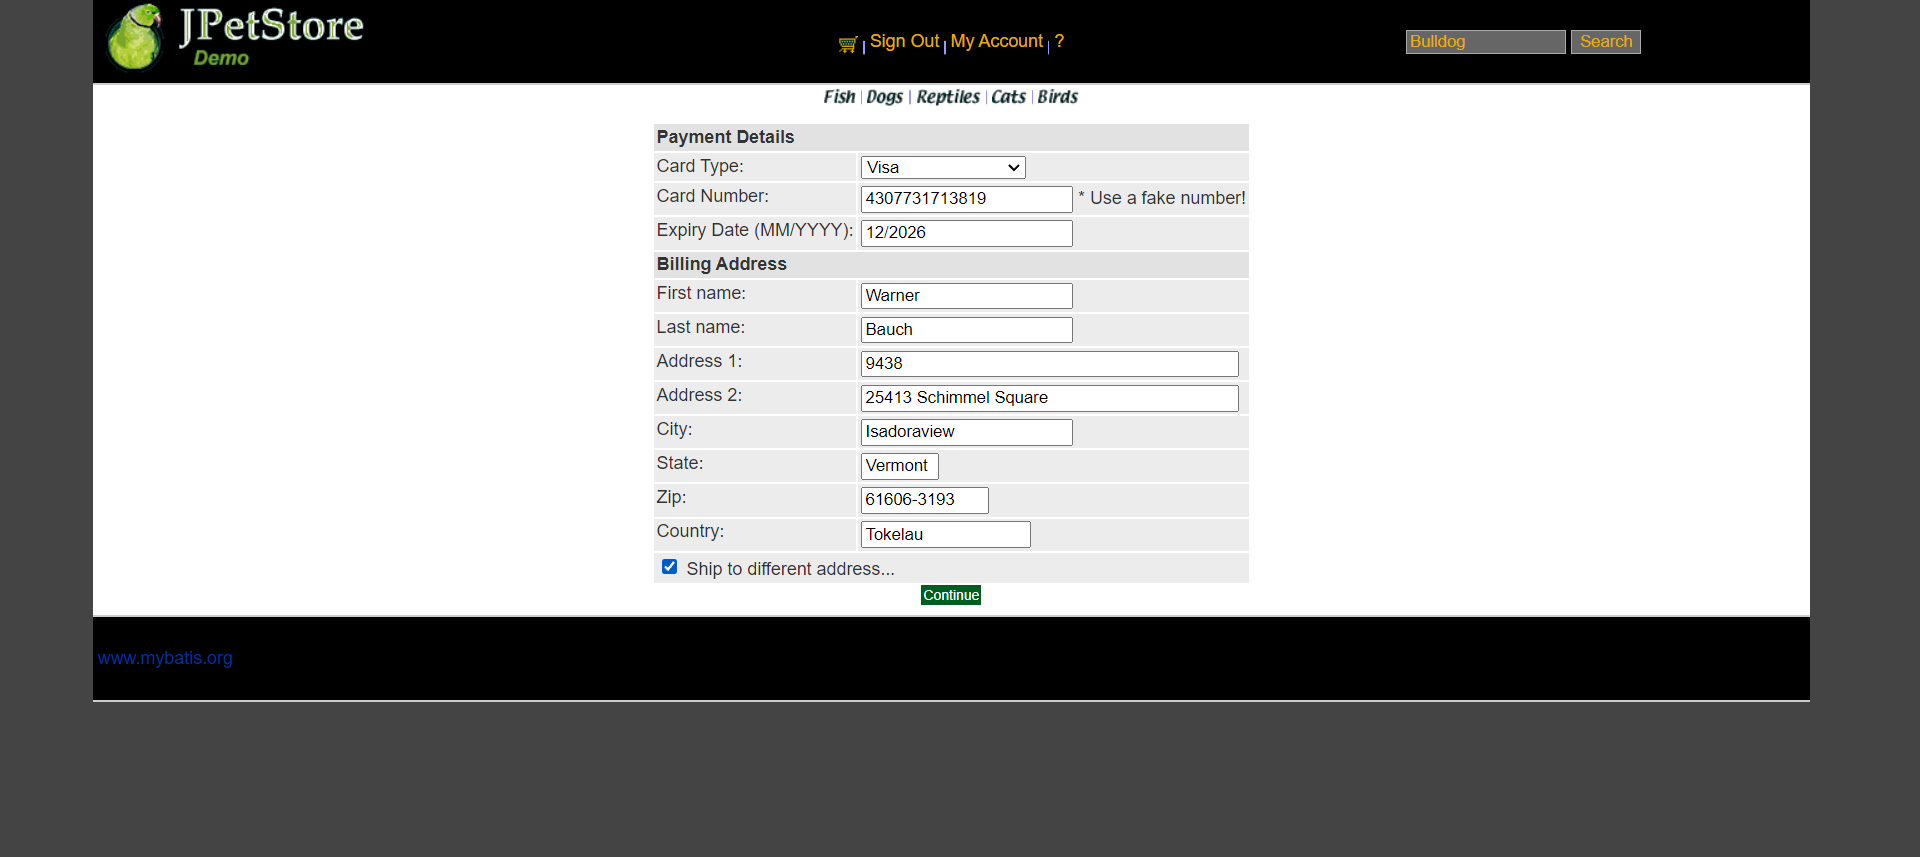 JPetStore
Demo
Sign Out | My Account | ?
Bulldog Search
Fish | Dogs | Reptiles | Cats | Birds
Payment Details
Card Type: Visa
Card Number: 4307731713819 * Use a fake number!
Expiry Date (MM/YYYY): 12/2026
Billing Address
First name: Warner
Last name: Bauch
Address 1: 9438
Address 2: 25413 Schimmel Square
City: Isadoraview
State: Vermont
Zip: 61606-3193
Country: Tokelau
Ship to different address...
Continue
www.mybatis.org